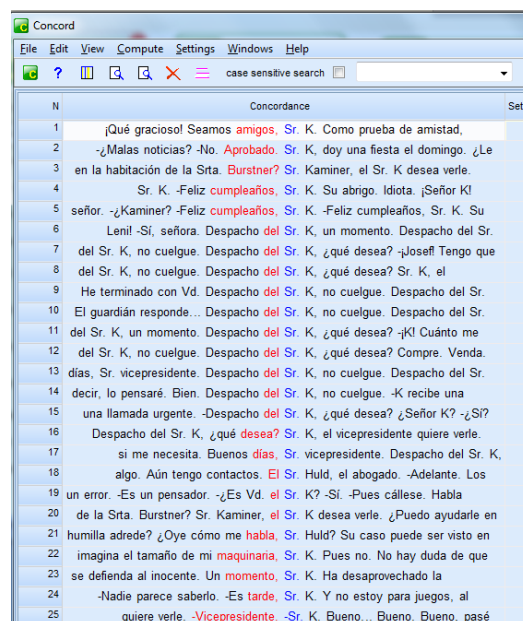 Concord
File Edit View Compute Settings Windows Help
case sensitive search
N Concordance Set
1 ¡Qué gracioso! Seamos amigos, Sr. K. Como prueba de amistad,
2 -¿Malas noticias? -No. Aprobado. Sr. K, doy una fiesta el domingo. ¿Le
3 en la habitación de la Srta. Burstner? Sr. Kaminer, el Sr. K desea verle.
4 Sr. K. -Feliz cumpleaños, Sr. K. Su abrigo. Idiota. ¡Señor K!
5 señor. -¿Kaminer? -Feliz cumpleaños, Sr. K. -Feliz cumpleaños, Sr. K. Su
6 Leni! -Sí, señora. Despacho del Sr. K, un momento. Despacho del Sr.
7 del Sr. K, no cuelgue. Despacho del Sr. K, ¿qué desea? -¡Josef! Tengo que
8 del Sr. K, no cuelgue. Despacho del Sr. K, ¿qué desea? Sr. K, el
9 He terminado con Vd. Despacho del Sr. K, no cuelgue. Despacho del Sr.
10 El guardián responde... Despacho del Sr. K, no cuelgue. Despacho del Sr.
11 del Sr. K, un momento. Despacho del Sr. K, ¿qué desea? -¡K! Cuánto me
12 del Sr. K, no cuelgue. Despacho del Sr. K, ¿qué desea? Compre. Venda.
13 días, Sr. vicepresidente. Despacho del Sr. K, no cuelgue. Despacho del Sr.
14 decir, lo pensaré. Bien. Despacho del Sr. K, no cuelgue. -K recibe una
15 una llamada urgente. -Despacho del Sr. K, ¿qué desea? ¿Señor K? -¿Sí?
16 Despacho del Sr. K, ¿qué desea? Sr. K, el vicepresidente quiere verle.
17 si me necesita. Buenos días, Sr. vicepresidente. Despacho del Sr. K,
18 algo. Aún tengo contactos. El Sr. Huld, el abogado. -Adelante. Los
19 un error. -Es un pensador. -¿Es Vd. el Sr. K? -Sí. -Pues cállese. Habla
20 de la Srta. Burstner? Sr. Kaminer, el Sr. K desea verle. ¿Puedo ayudarle en
21 humilla adrede? ¿Oye cómo me habla, Sr. Huld? Su caso puede ser visto en
22 imagina el tamaño de mi maquinaria, Sr. K. Pues no. No hay duda de que
23 se defienda al inocente. Un momento, Sr. K. Ha desaprovechado la
24 -Nadie parece saberlo. -Es tarde, Sr. K. Y no estoy para juegos, al
25 quiere verle. -Vicepresidente. -Sr. K. Bueno... Bueno. Bueno, pasé